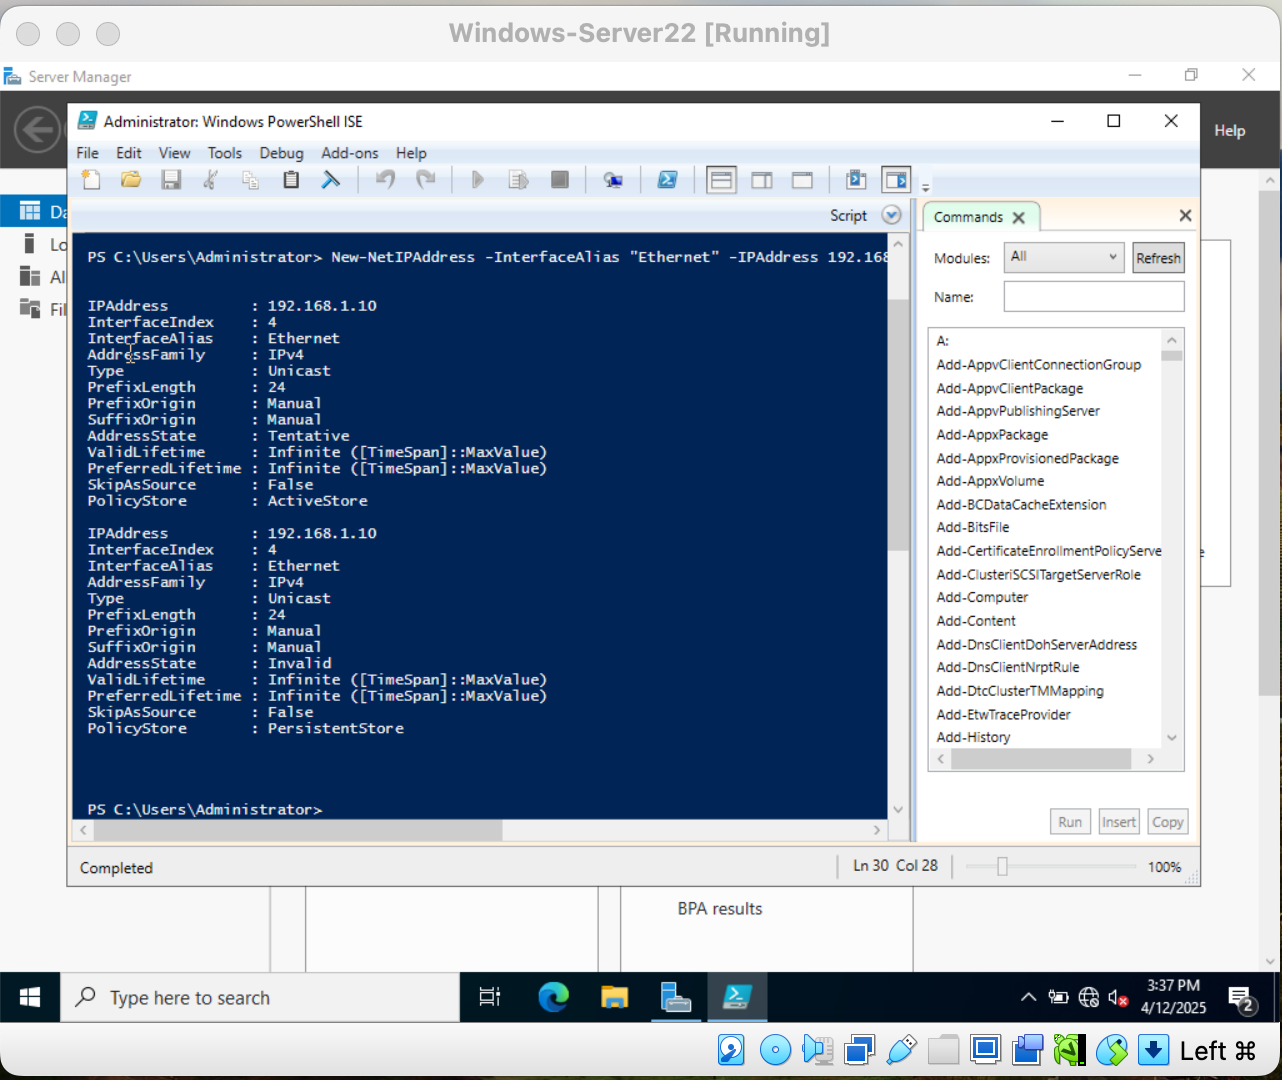 Windows-Server22 [Running]
Server Manager
Help
Administrator: Windows PowerShell ISE
File Edit View Tools Debug Add-ons Help
Script
Da
Lo
Al
Fil
PS C:\Users\Administrator> New-NetIPAddress -InterfaceAlias "Ethernet" -IPAddress 192.168
IPAddress : 192.168.1.10
InterfaceIndex : 4
InterfaceAlias : Ethernet
AddressFamily : IPv4
Type : Unicast
PrefixLength : 24
PrefixOrigin : Manual
SuffixOrigin : Manual
AddressState : Tentative
ValidLifetime : Infinite ([TimeSpan]::MaxValue)
PreferredLifetime : Infinite ([TimeSpan]::MaxValue)
SkipAsSource : False
PolicyStore : ActiveStore
IPAddress : 192.168.1.10
InterfaceIndex : 4
InterfaceAlias : Ethernet
AddressFamily : IPv4
Type : Unicast
PrefixLength : 24
PrefixOrigin : Manual
SuffixOrigin : Manual
AddressState : Invalid
ValidLifetime : Infinite ([TimeSpan]::MaxValue)
PreferredLifetime : Infinite ([TimeSpan]::MaxValue)
SkipAsSource : False
PolicyStore : PersistentStore
PS C:\Users\Administrator>
Commands
Modules: All Refresh
Name:
A:
Add-AppvClientConnectionGroup
Add-AppvClientPackage
Add-AppvPublishingServer
Add-AppxPackage
Add-AppxProvisionedPackage
Add-AppxVolume
Add-BCDataCacheExtension
Add-BitsFile
Add-CertificateEnrollmentPolicyServe
Add-ClusteriSCSITargetServerRole
Add-Computer
Add-Content
Add-DnsClientDohServerAddress
Add-DnsClientNrptRule
Add-DtcClusterTMMapping
Add-EtwTraceProvider
Add-History
Run Insert Copy
e
Completed
Ln 30 Col 28
100%
BPA results
Type here to search
3:37 PM
4/12/2025
2
Left ⌘